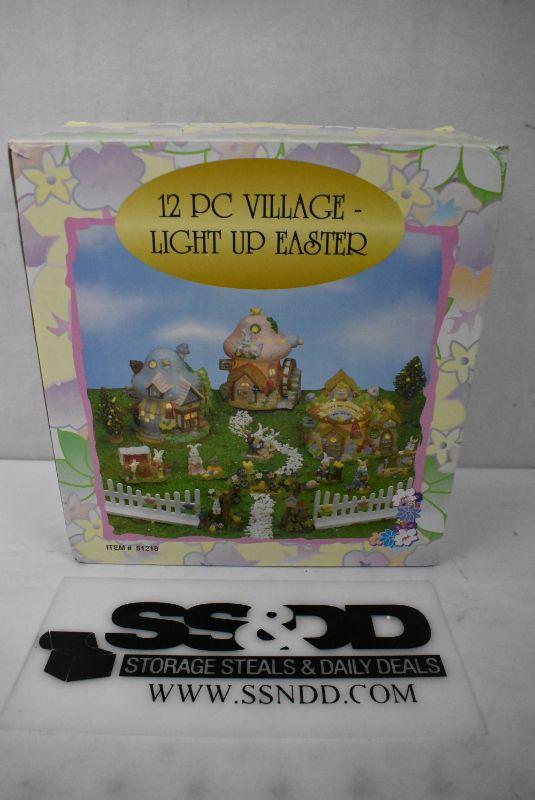 12 PC VILLAGE -
LIGHT UP EASTER
ITEM # 51218
SS&DD
STORAGE STEALS & DAILY DEALS
WWW.SSNDD.COM